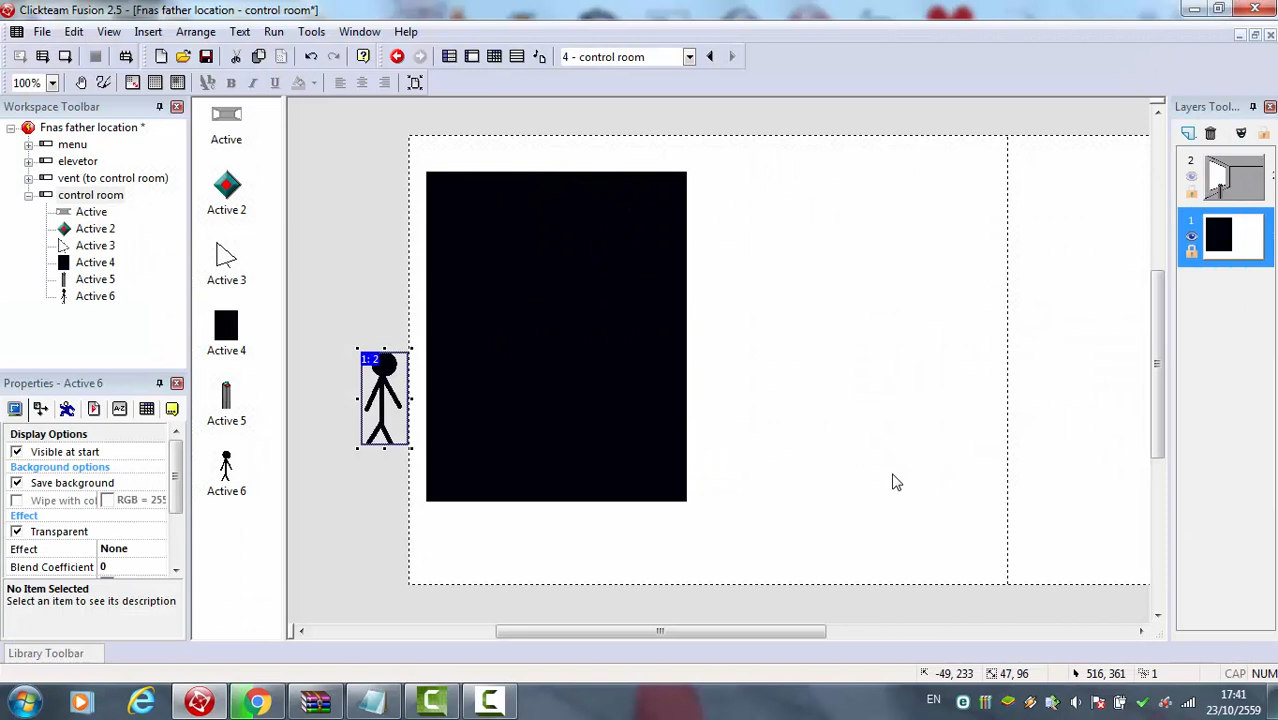 Clickteam Fusion 2.5 - [Fnas father location - control room*]
File Edit View Insert Arrange Text Run Tools Window Help
4 - control room
100%
B I U
Workspace Toolbar
Fnas father location *
menu
elevetor
vent (to control room)
control room
Active
Active 2
Active 3
Active 4
Active 5
Active 6
Properties - Active 6
A-Z
Display Options
Visible at start
Background options
Save background
Wipe with col
RGB = 255
Effect
Transparent
Effect None
Blend Coefficient 0
No Item Selected
Select an item to see its description
Library Toolbar
Active
Active 2
Active 3
Active 4
Active 5
Active 6
1: 2
Layers Tool...
2
1
-49, 233
47, 96
516, 361
1
CAP NUM
EN
17:41
23/10/2559